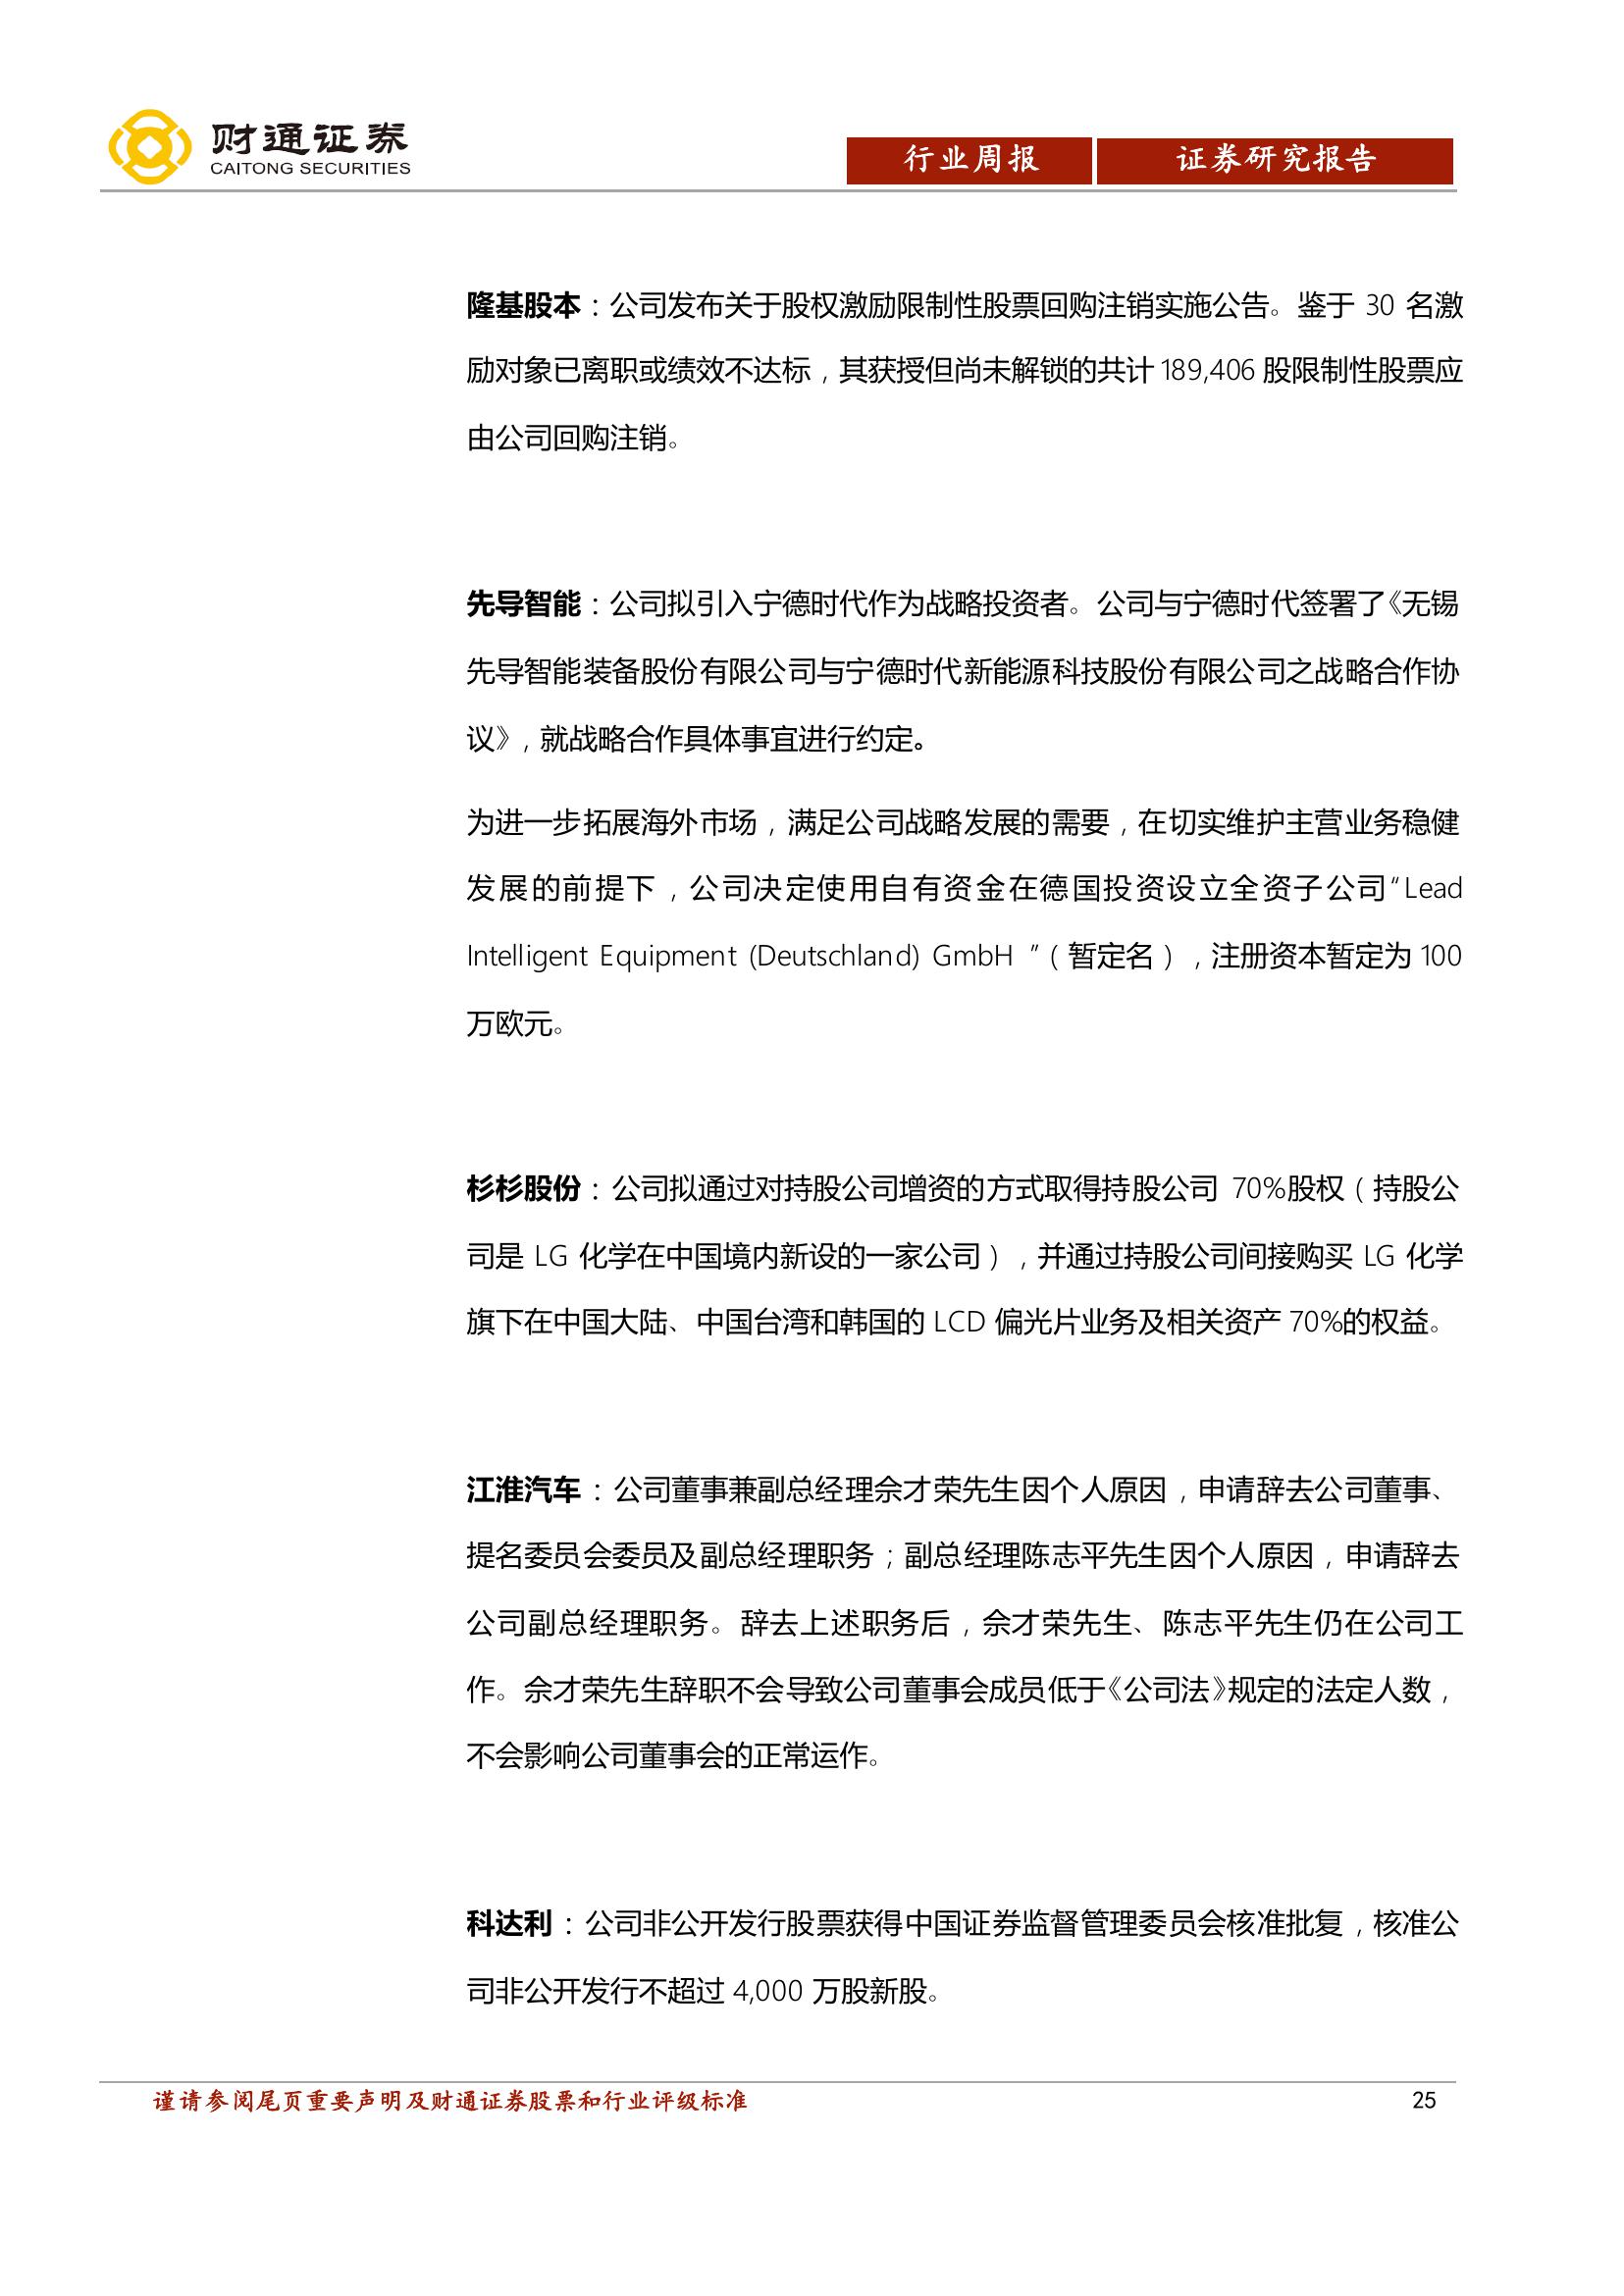 财通证券
CAITONG SECURITIES
行业周报 证券研究报告
隆基股本：公司发布关于股权激励限制性股票回购注销实施公告。鉴于 30 名激
励对象已离职或绩效不达标，其获授但尚未解锁的共计 189,406 股限制性股票应
由公司回购注销。
先导智能：公司拟引入宁德时代作为战略投资者。公司与宁德时代签署了《无锡
先导智能装备股份有限公司与宁德时代新能源科技股份有限公司之战略合作协
议》，就战略合作具体事宜进行约定。
为进一步拓展海外市场，满足公司战略发展的需要，在切实维护主营业务稳健
发展的前提下，公司决定使用自有资金在德国投资设立全资子公司“Lead
Intelligent Equipment (Deutschland) GmbH ”（暂定名），注册资本暂定为 100
万欧元。
杉杉股份：公司拟通过对持股公司增资的方式取得持股公司 70%股权（持股公
司是 LG 化学在中国境内新设的一家公司），并通过持股公司间接购买 LG 化学
旗下在中国大陆、中国台湾和韩国的 LCD 偏光片业务及相关资产 70%的权益。
江淮汽车：公司董事兼副总经理佘才荣先生因个人原因，申请辞去公司董事、
提名委员会委员及副总经理职务；副总经理陈志平先生因个人原因，申请辞去
公司副总经理职务。辞去上述职务后，佘才荣先生、陈志平先生仍在公司工
作。佘才荣先生辞职不会导致公司董事会成员低于《公司法》规定的法定人数，
不会影响公司董事会的正常运作。
科达利：公司非公开发行股票获得中国证券监督管理委员会核准批复，核准公
司非公开发行不超过 4,000 万股新股。
谨请参阅尾页重要声明及财通证券股票和行业评级标准 25